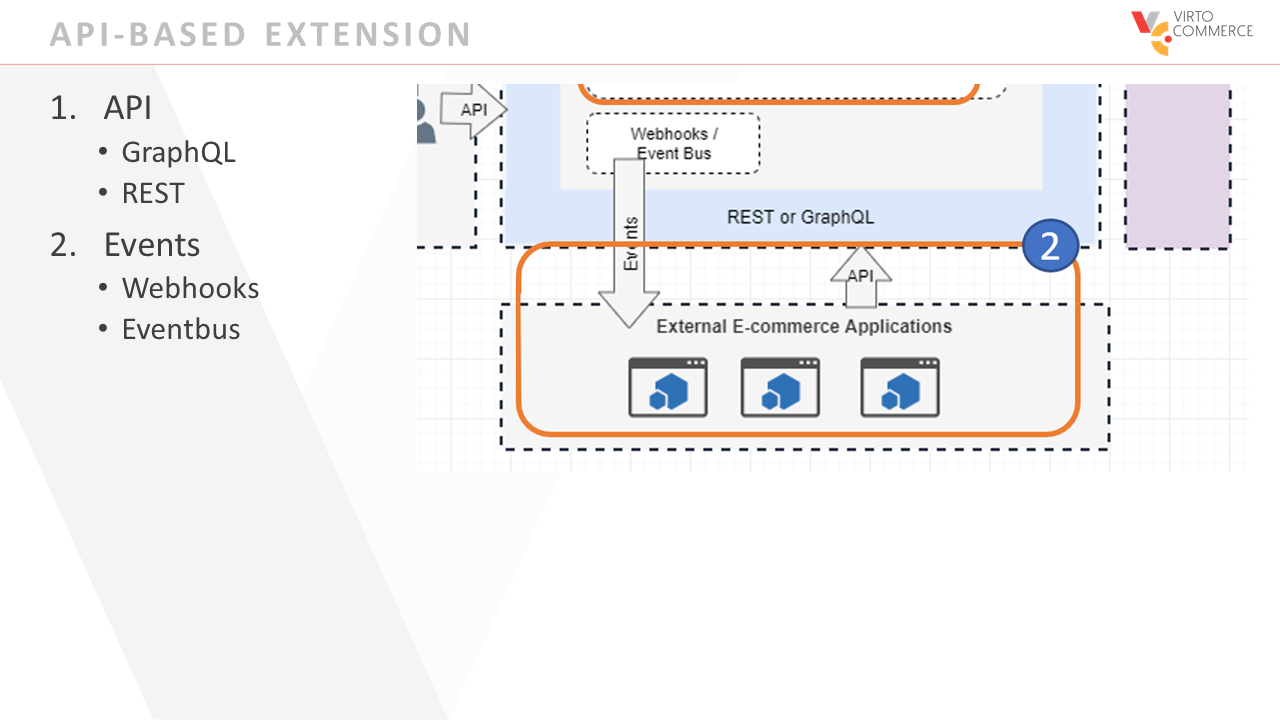 API-BASED EXTENSION
VIRTO
COMMERCE
1. API
• GraphQL
• REST
2. Events
• Webhooks
• Eventbus
API
Webhooks /
Event Bus
REST or GraphQL
Events
2
API
External E-commerce Applications